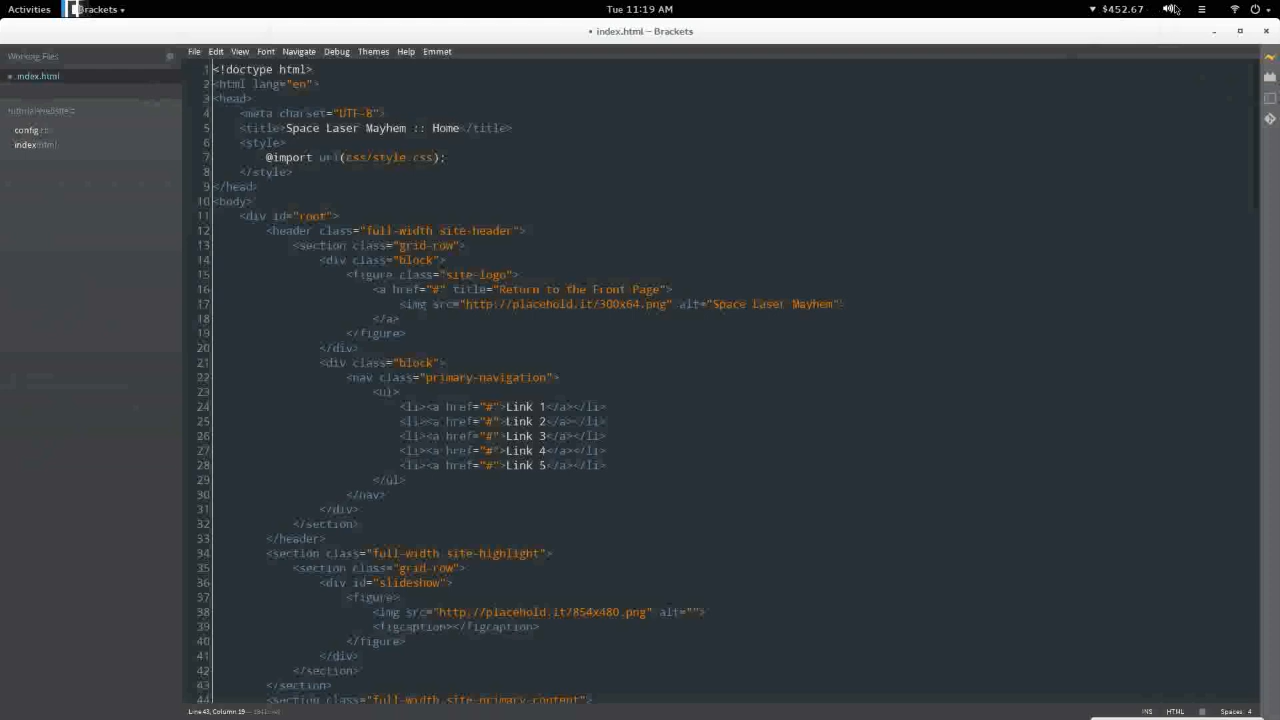 Activities Brackets Tue 11:19 AM $452.67
• index.html — Brackets
File Edit View Font Navigate Debug Themes Help Emmet
Working Files
index.html
config.rb
index.html
1 <!doctype html>
2 <html lang="en">
3 <head>
4 <meta charset="UTF-8">
5 <title>Space Laser Mayhem :: Home</title>
6 <style>
7 @import url(css/style.css);
8 </style>
9 </head>
10 <body>
11 <div id="root">
12 <header class="full-width site-header">
13 <section class="grid-row">
14 <div class="block">
15 <figure class="site-logo">
16 <a href="#" title="Return to the Front Page">
17 <img src="http://placehold.it/300x64.png" alt="Space Laser Mayhem">
18 </a>
19 </figure>
20 </div>
21 <div class="block">
22 <nav class="primary-navigation">
23 <ul>
24 <li><a href="#">Link 1</a></li>
25 <li><a href="#">Link 2</a></li>
26 <li><a href="#">Link 3</a></li>
27 <li><a href="#">Link 4</a></li>
28 <li><a href="#">Link 5</a></li>
29 </ul>
30 </nav>
31 </div>
32 </section>
33 </header>
34 <section class="full-width site-highlight">
35 <section class="grid-row">
36 <div id="slideshow">
37 <figure>
38 <img src="http://placehold.it/854x480.png" alt="">
39 <figcaption></figcaption>
40 </figure>
41 </div>
42 </section>
43 </section>
44 <section class="full-width site-primary-content">
Line 43, Column 19 INS HTML Spaces: 4